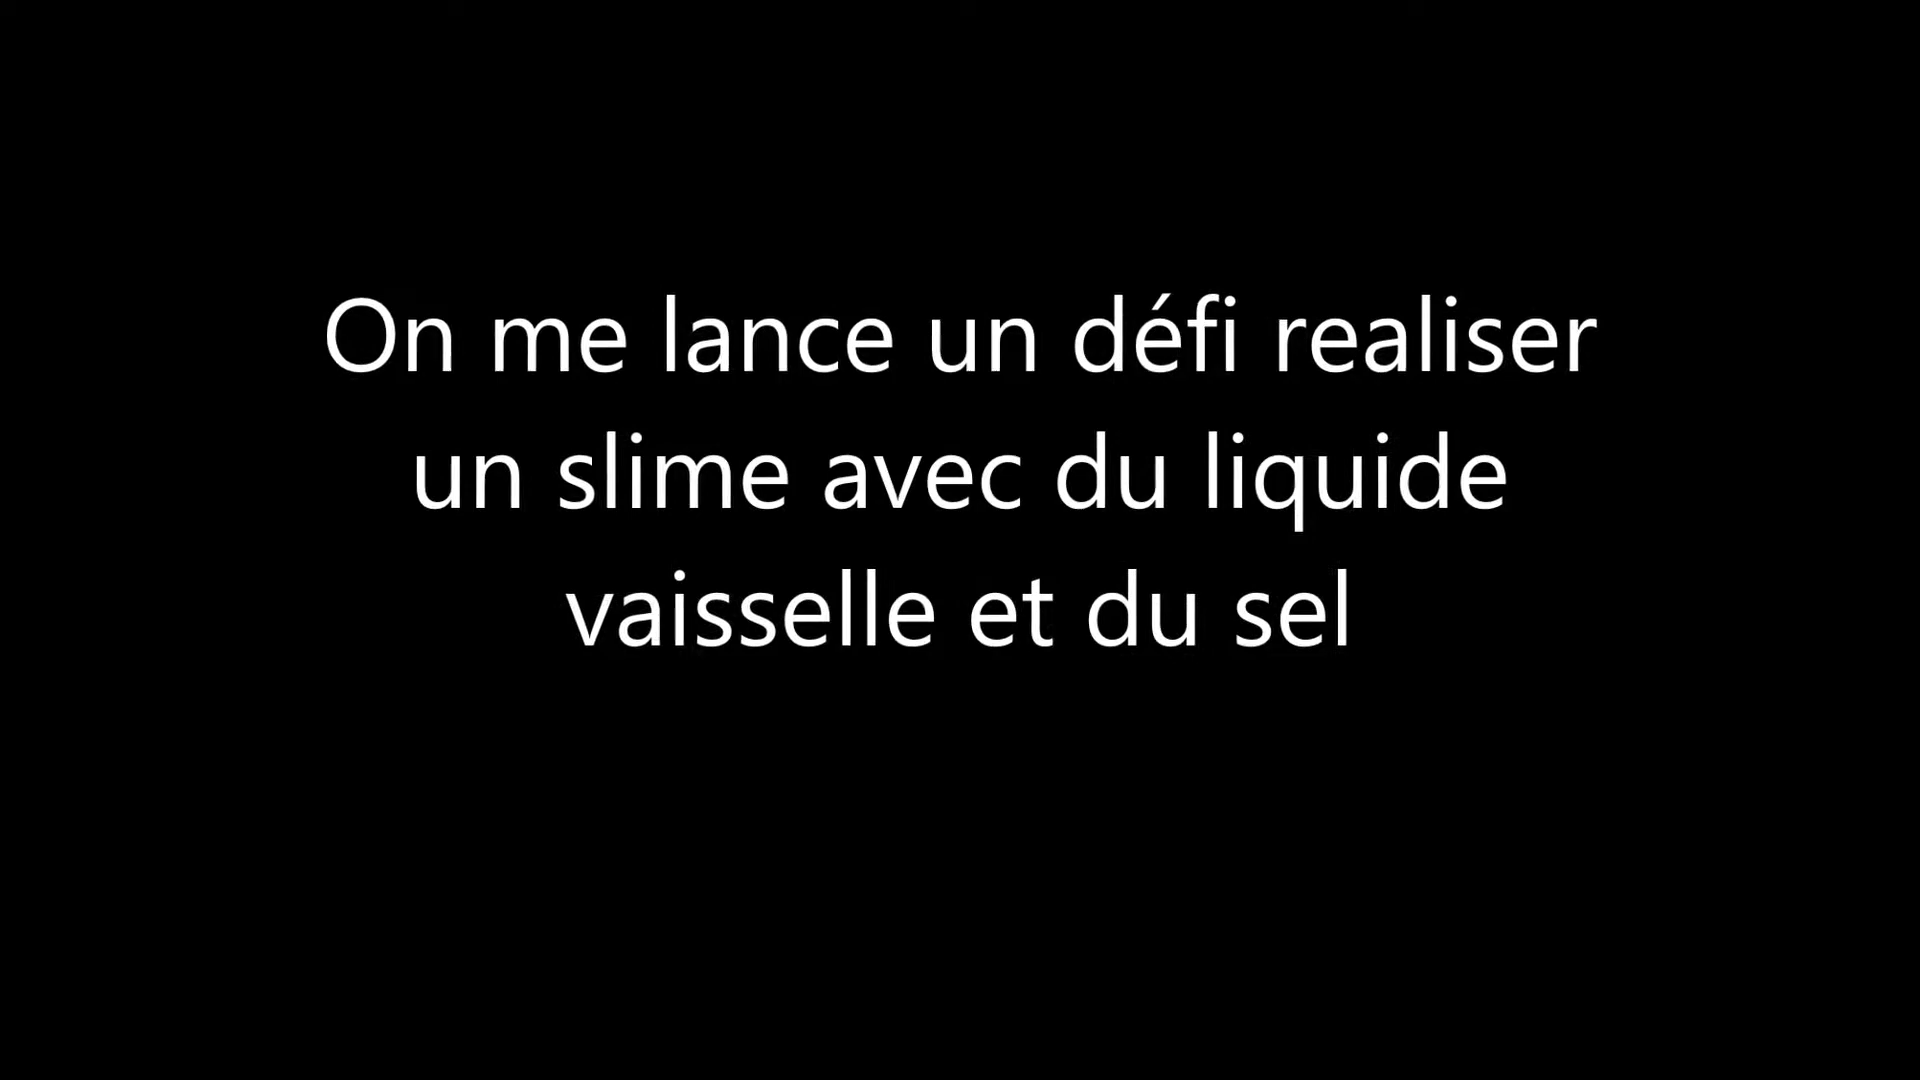 On me lance un défi realiser
un slime avec du liquide
vaisselle et du sel